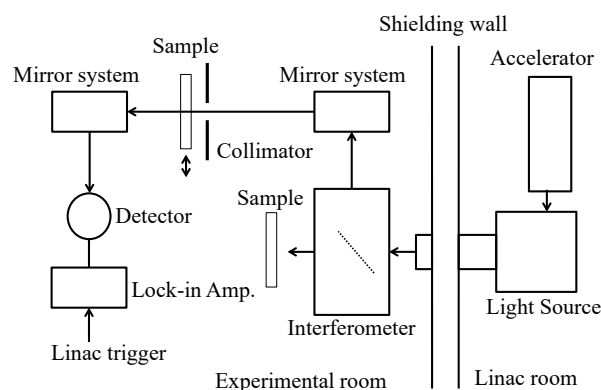 Shielding wall
Sample
Accelerator
Mirror system
Mirror system
Collimator
Sample
Detector
Lock-in Amp.
Light Source
Interferometer
Linac trigger
Experimental room
Linac room